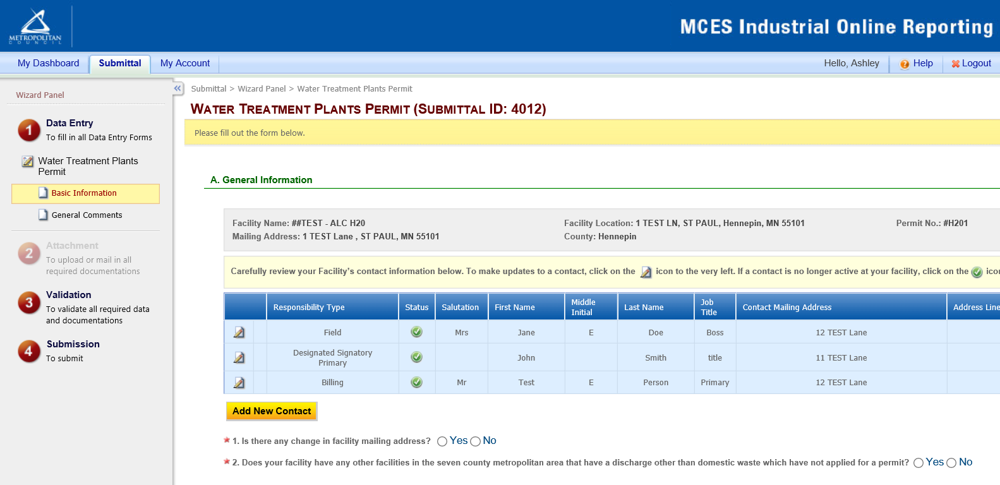 METROPOLITAN
COUNCIL
MCES Industrial Online Reporting
My Dashboard
Submittal
My Account
Hello, Ashley
Help
Logout
Wizard Panel
1
Data Entry
To fill in all Data Entry Forms
Water Treatment Plants
Permit
Basic Information
General Comments
2
Attachment
To upload or mail in all
required documentations
3
Validation
To validate all required data
and documentations
4
Submission
To submit
Submittal > Wizard Panel > Water Treatment Plants Permit
WATER TREATMENT PLANTS PERMIT (SUBMITTAL ID: 4012)
Please fill out the form below.
A. General Information
Facility Name: ##TEST - ALC H20 Facility Location: 1 TEST LN, ST PAUL, Hennepin, MN 55101 Permit No.: #H201
Mailing Address: 1 TEST Lane , ST PAUL, MN 55101 County: Hennepin
Carefully review your Facility's contact information below. To make updates to a contact, click on the icon to the very left. If a contact is no longer active at your facility, click on the
Responsibility Type Status Salutation First Name Middle Initial Last Name Job Title Contact Mailing Address Address Line
Field Mrs Jane E Doe Boss 12 TEST Lane
Designated Signatory Primary John Smith title 11 TEST Lane
Billing Mr Test E Person Primary 12 TEST Lane
Add New Contact
1. Is there any change in facility mailing address? Yes No
2. Does your facility have any other facilities in the seven county metropolitan area that have a discharge other than domestic waste which have not applied for a permit? Yes No